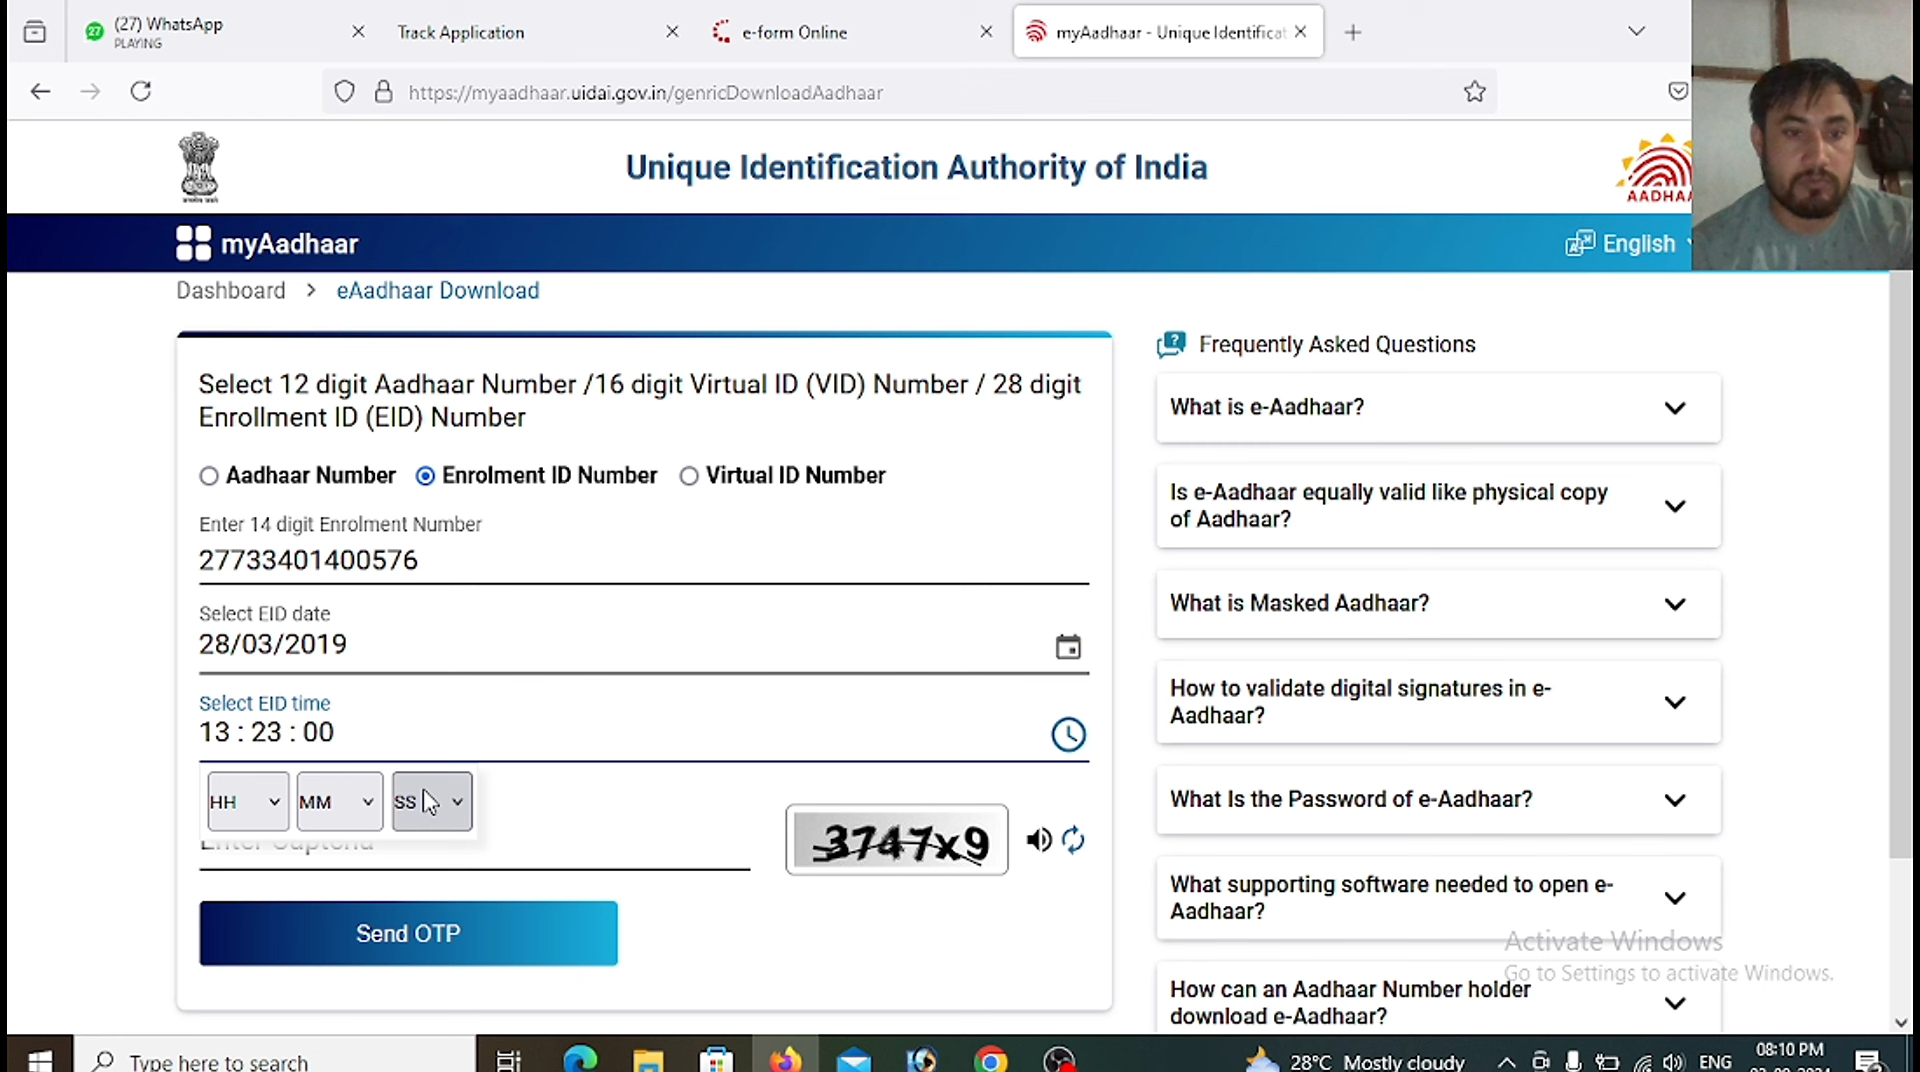 (27) WhatsApp
PLAYING
Track Application
e-form Online
myAadhaar - Unique Identificat
https://myaadhaar.uidai.gov.in/genricDownloadAadhaar
Unique Identification Authority of India
myAadhaar
English
Dashboard > eAadhaar Download
Select 12 digit Aadhaar Number /16 digit Virtual ID (VID) Number / 28 digit
Enrollment ID (EID) Number
Aadhaar Number Enrolment ID Number Virtual ID Number
Enter 14 digit Enrolment Number
27733401400576
Select EID date
28/03/2019
Select EID time
13 : 23 : 00
HH MM SS
3747x9
Send OTP
Frequently Asked Questions
What is e-Aadhaar?
Is e-Aadhaar equally valid like physical copy
of Aadhaar?
What is Masked Aadhaar?
How to validate digital signatures in e-
Aadhaar?
What Is the Password of e-Aadhaar?
What supporting software needed to open e-
Aadhaar?
How can an Aadhaar Number holder
download e-Aadhaar?
Activate Windows
Go to Settings to activate Windows.
Type here to search
28°C Mostly cloudy
ENG
08:10 PM